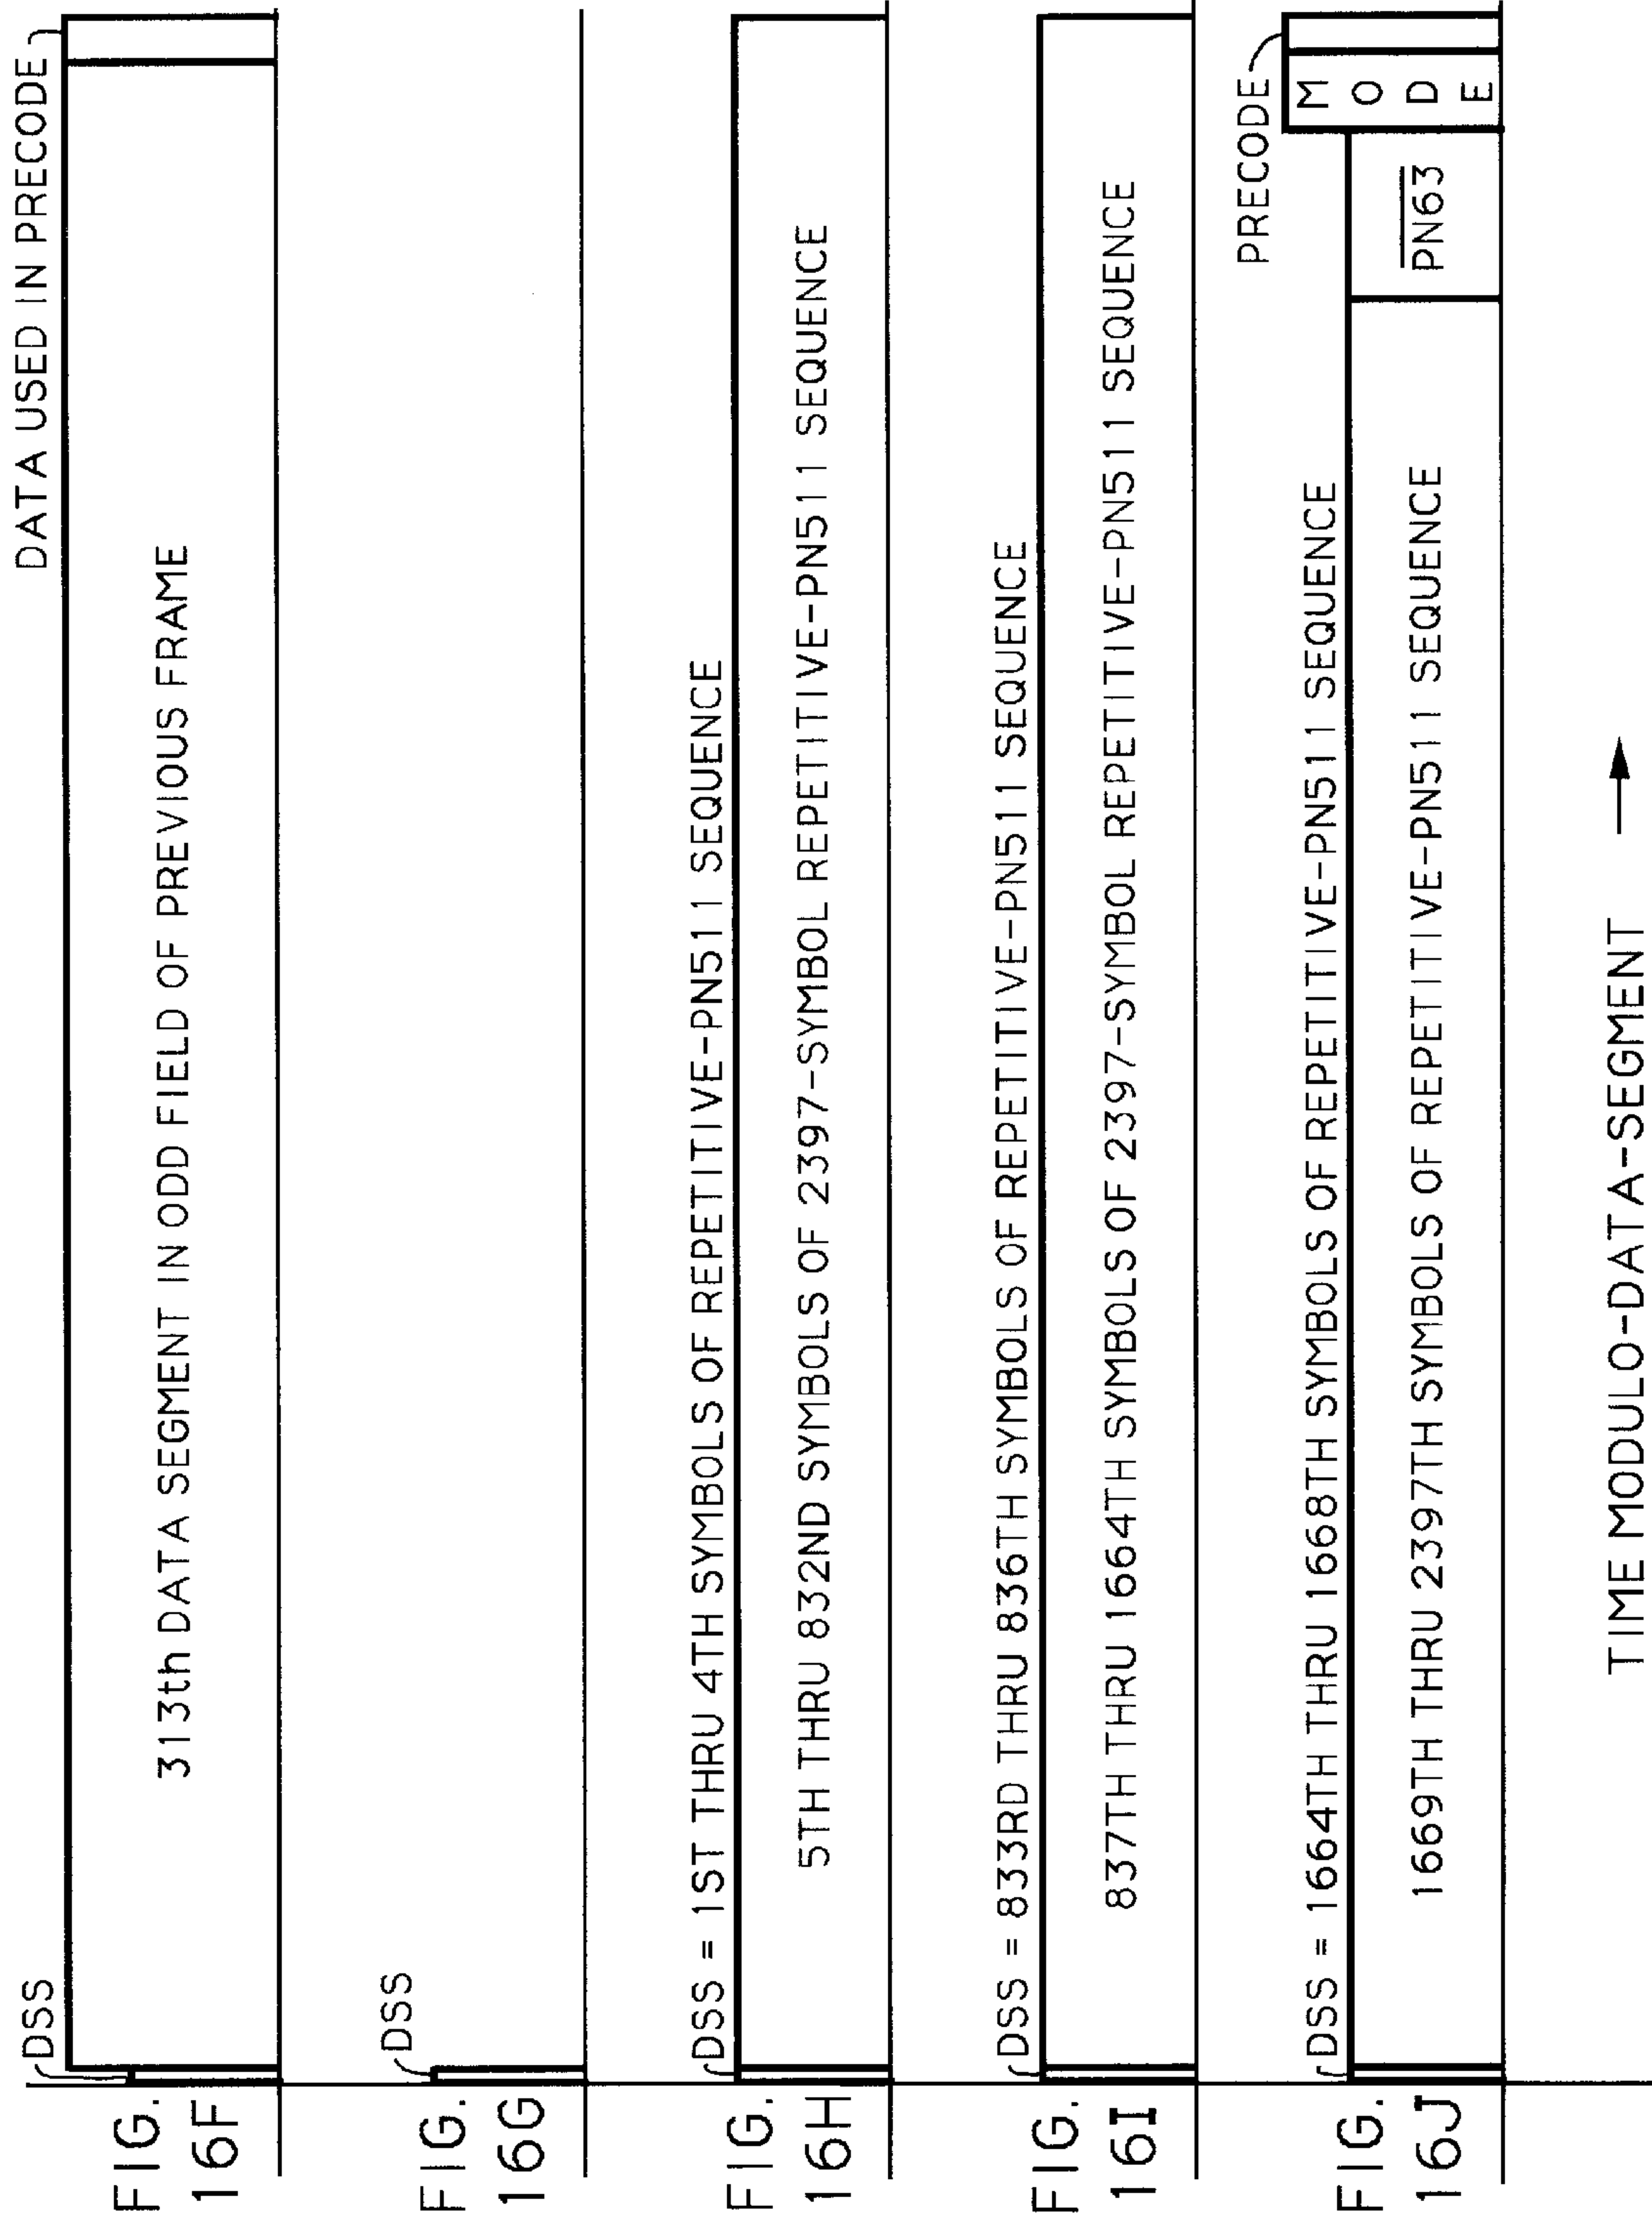 DATA USED IN PRECODE
DSS
FIG.
16F
313th DATA SEGMENT IN ODD FIELD OF PREVIOUS FRAME
DSS
FIG.
16G
DSS = 1ST THRU 4TH SYMBOLS OF REPETITIVE-PN511 SEQUENCE
FIG.
16H
5TH THRU 832ND SYMBOLS OF 2397-SYMBOL REPETITIVE-PN511 SEQUENCE
DSS = 833RD THRU 836TH SYMBOLS OF REPETITIVE-PN511 SEQUENCE
FIG.
16I
837TH THRU 1664TH SYMBOLS OF 2397-SYMBOL REPETITIVE-PN511 SEQUENCE
PRECODE
DSS = 1664TH THRU 1668TH SYMBOLS OF REPETITIVE-PN511 SEQUENCE
FIG.
16J
1669TH THRU 2397TH SYMBOLS OF REPETITIVE-PN511 SEQUENCE
PN63
MODE
TIME MODULO-DATA-SEGMENT